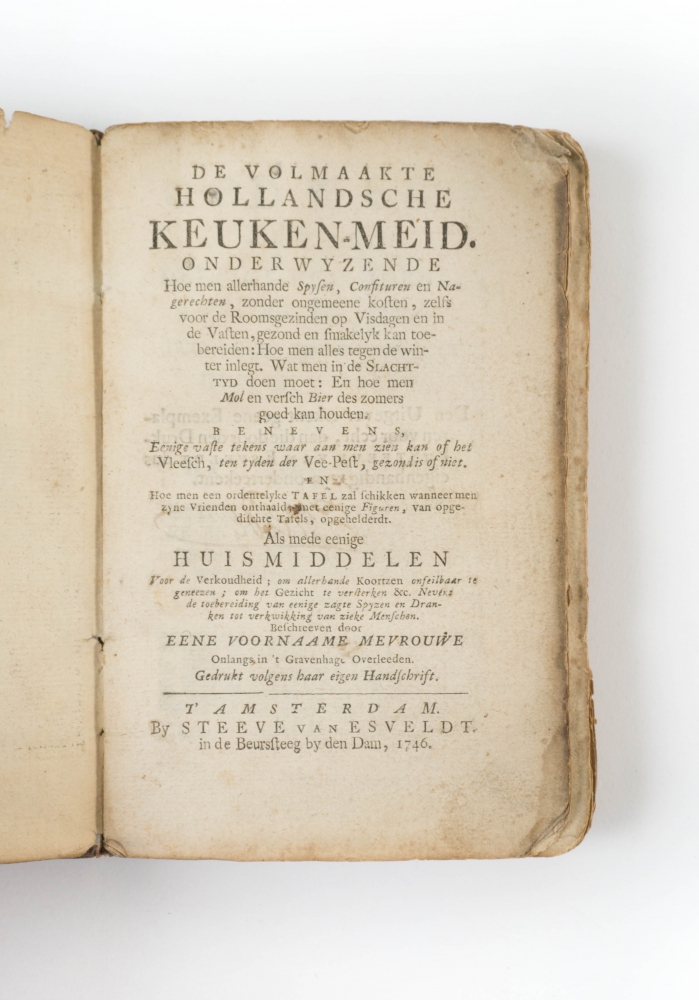 DE VOLMAAKTE
HOLLANDSCHE
KEUKEN-MEID.
ONDERWYZENDE
Hoe men allerhande Spyſen, Confituren en Na-
gerechten, zonder ongemeene koſten, zelfs
voor de Roomsgezinden op Visdagen en in
de Vaſten, gezond en ſmakelyk kan toe-
bereiden: Hoe men alles tegen de win-
ter inlegt. Wat men in de SLACHT-
TYD doen moet: En hoe men
Mol en verſch Bier des zomers
goed kan houden.
BENEVENS,
Eenige vaſte tekens waar aan men zien kan of het
Vleeſch, ten tyden der Vee-Peſt, gezond is of niet.
EN
Hoe men een ordentelyke TAFEL zal ſchikken wanneer men
zyne Vrienden onthaald, met eenige Figuren, van opge-
diſchte Tafels, opgehelderdt.
Als mede eenige
HUISMIDDELEN
Voor de Verkoudheid; om allerhande Koortzen onfeilbaar te
geneezen; om het Gezicht te verſterken &c. Nevens
de toebereiding van eenige zagte Spyzen en Dran-
ken tot verkwikking van zieke Menſchen.
Beſchreeven door
EENE VOORNAAME MEVROUWE
Onlangs in 't Gravenhage Overleeden.
Gedrukt volgens haar eigen Handſchrift.
T' AMSTERDAM.
By STEEVE VAN ESVELDT.
in de Beursſteeg by den Dam, 1746.